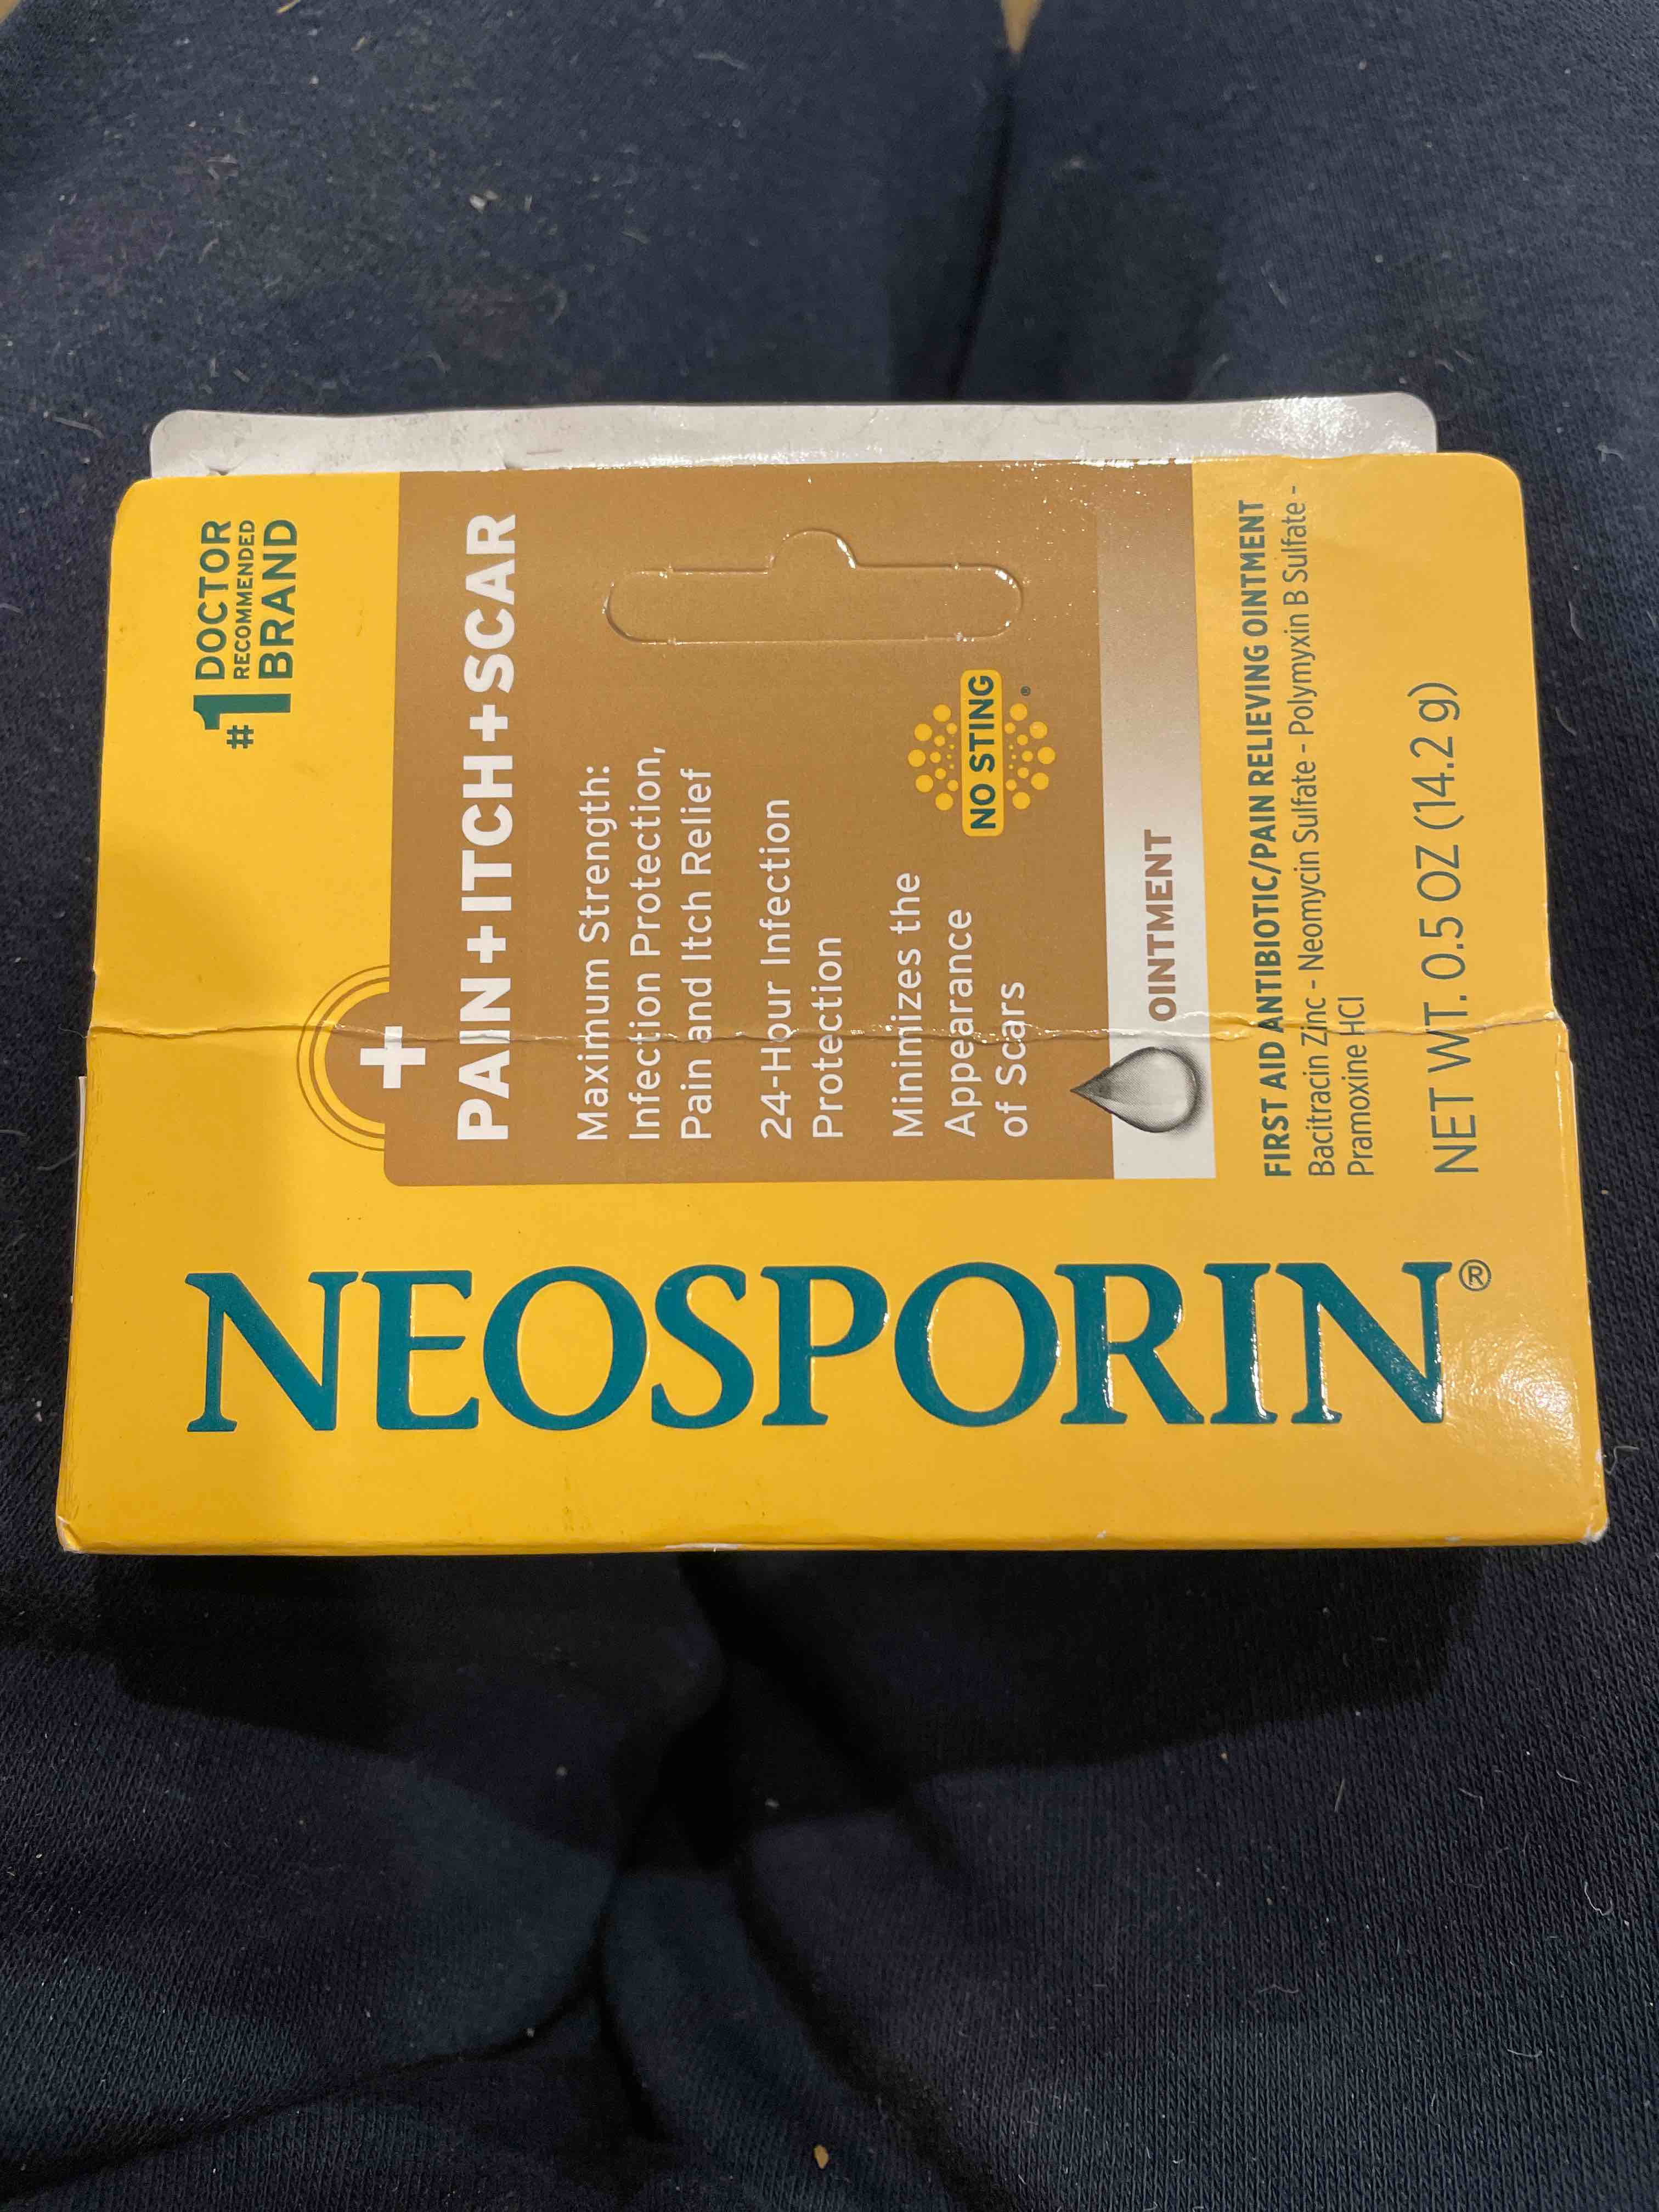 NEOSPORIN®
#1 DOCTOR
RECOMMENDED
BRAND
+
PAIN+ITCH+SCAR
Maximum Strength:
Infection Protection,
Pain and Itch Relief
24-Hour Infection
Protection
Minimizes the
Appearance
of Scars
NO STING®
OINTMENT
FIRST AID ANTIBIOTIC/PAIN RELIEVING OINTMENT
Bacitracin Zinc - Neomycin Sulfate - Polymyxin B Sulfate -
Pramoxine HCl
NET WT. 0.5 OZ (14.2 g)